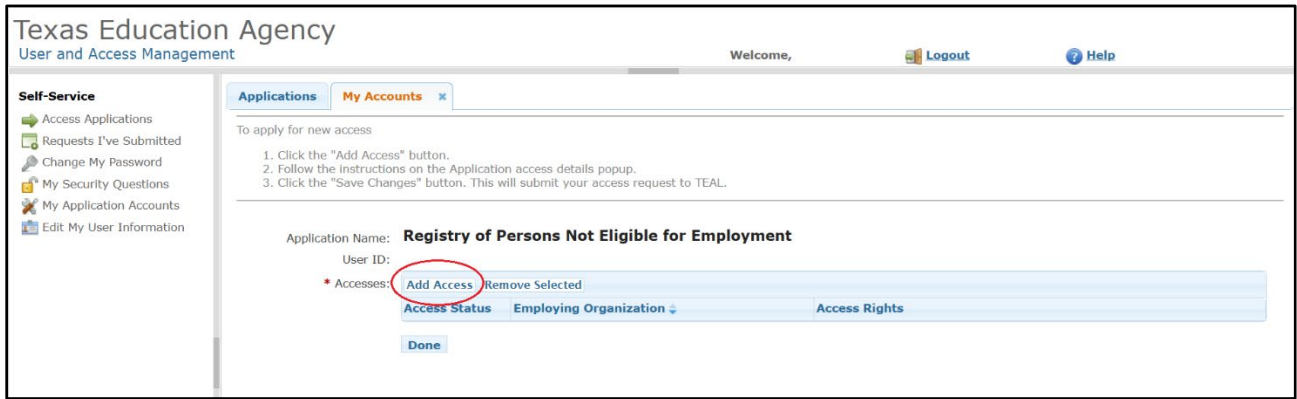 Texas Education Agency
User and Access Management
Welcome,
Logout
Help
Self-Service
Access Applications
Requests I've Submitted
Change My Password
My Security Questions
My Application Accounts
Edit My User Information
Applications
My Accounts
To apply for new access
1. Click the "Add Access" button.
2. Follow the instructions on the Application access details popup.
3. Click the "Save Changes" button. This will submit your access request to TEAL.
Application Name: Registry of Persons Not Eligible for Employment
User ID:
* Accesses: Add Access Remove Selected
Access Status Employing Organization Access Rights
Done